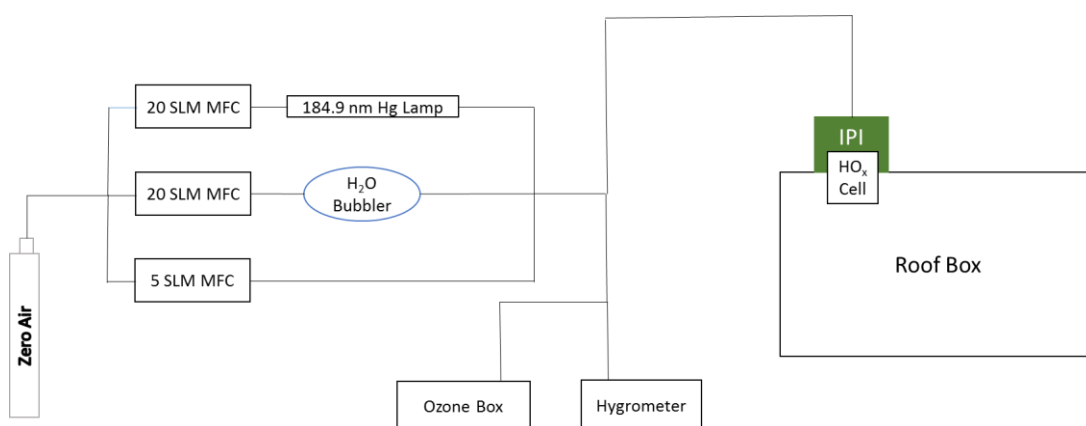 20 SLM MFC
184.9 nm Hg Lamp
20 SLM MFC
H₂O
Bubbler
5 SLM MFC
Zero Air
Ozone Box
Hygrometer
IPI
HOₓ
Cell
Roof Box